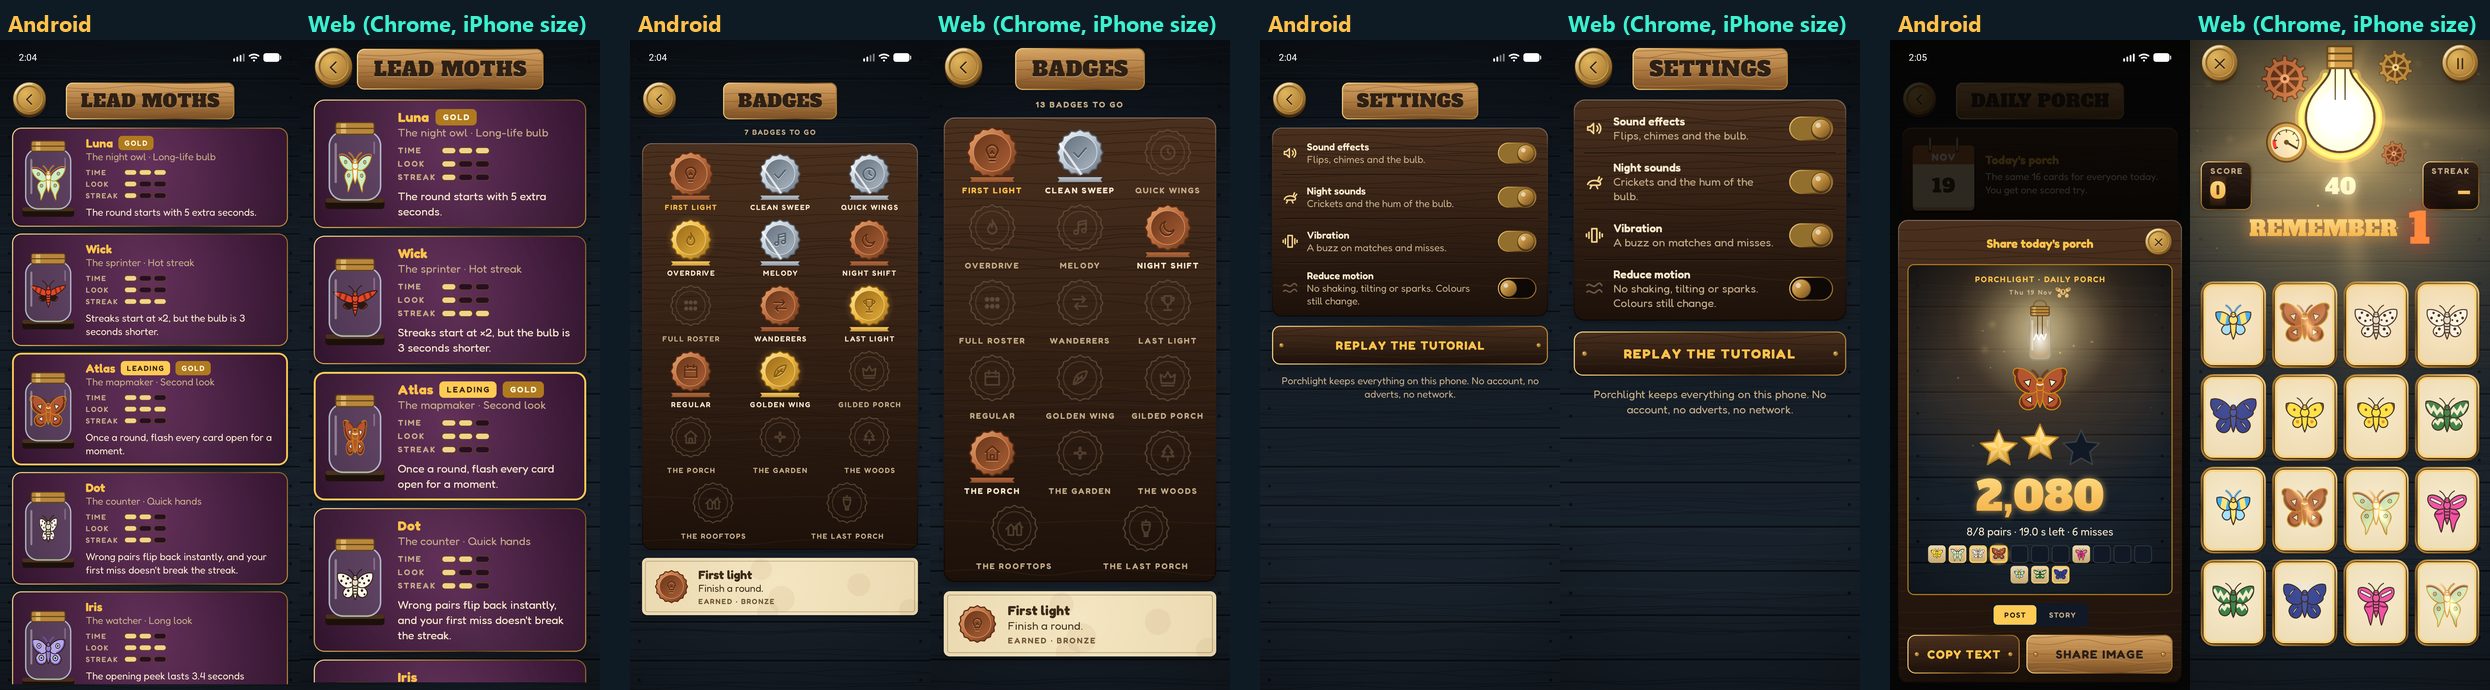 Android
Web (Chrome, iPhone size)
2:04
LEAD MOTHS
Luna GOLD
The night owl · Long-life bulb
TIME
LOOK
STREAK
The round starts with 5 extra seconds.
Wick
The sprinter · Hot streak
TIME
LOOK
STREAK
Streaks start at ×2, but the bulb is 3
seconds shorter.
Atlas LEADING GOLD
The mapmaker · Second look
TIME
LOOK
STREAK
Once a round, flash every card open for a
moment.
Dot
The counter · Quick hands
TIME
LOOK
STREAK
Wrong pairs flip back instantly, and your
first miss doesn't break the streak.
Iris
The watcher · Long look
TIME
LOOK
STREAK
The opening peek lasts 3.4 seconds
LEAD MOTHS
Luna GOLD
The night owl · Long-life bulb
TIME
LOOK
STREAK
The round starts with 5 extra
seconds.
Wick
The sprinter · Hot streak
TIME
LOOK
STREAK
Streaks start at ×2, but the bulb is
3 seconds shorter.
Atlas LEADING GOLD
The mapmaker · Second look
TIME
LOOK
STREAK
Once a round, flash every card
open for a moment.
Dot
The counter · Quick hands
TIME
LOOK
STREAK
Wrong pairs flip back instantly,
and your first miss doesn't break
the streak.
Iris
Android
Web (Chrome, iPhone size)
2:04
BADGES
7 BADGES TO GO
FIRST LIGHT CLEAN SWEEP QUICK WINGS
OVERDRIVE MELODY NIGHT SHIFT
FULL ROSTER WANDERERS LAST LIGHT
REGULAR GOLDEN WING GILDED PORCH
THE PORCH THE GARDEN THE WOODS
THE ROOFTOPS THE LAST PORCH
First light
Finish a round.
EARNED · BRONZE
BADGES
13 BADGES TO GO
FIRST LIGHT CLEAN SWEEP QUICK WINGS
OVERDRIVE MELODY NIGHT SHIFT
FULL ROSTER WANDERERS LAST LIGHT
REGULAR GOLDEN WING GILDED PORCH
THE PORCH THE GARDEN THE WOODS
THE ROOFTOPS THE LAST PORCH
First light
Finish a round.
EARNED · BRONZE
Android
Web (Chrome, iPhone size)
2:04
SETTINGS
Sound effects
Flips, chimes and the bulb.
Night sounds
Crickets and the hum of the bulb.
Vibration
A buzz on matches and misses.
Reduce motion
No shaking, tilting or sparks. Colours
still change.
REPLAY THE TUTORIAL
Porchlight keeps everything on this phone. No account, no
adverts, no network.
SETTINGS
Sound effects
Flips, chimes and the bulb.
Night sounds
Crickets and the hum of the
bulb.
Vibration
A buzz on matches and misses.
Reduce motion
No shaking, tilting or sparks.
Colours still change.
REPLAY THE TUTORIAL
Porchlight keeps everything on this phone. No
account, no adverts, no network.
Android
Web (Chrome, iPhone size)
2:05
DAILY PORCH
NOV
19
Today's porch
The same 16 cards for everyone today.
You get one scored try.
Share today's porch
PORCHLIGHT · DAILY PORCH
Thu 19 Nov
2,080
8/8 pairs · 19.0 s left · 6 misses
POST STORY
COPY TEXT SHARE IMAGE
SCORE
0
40
STREAK
–
REMEMBER 1